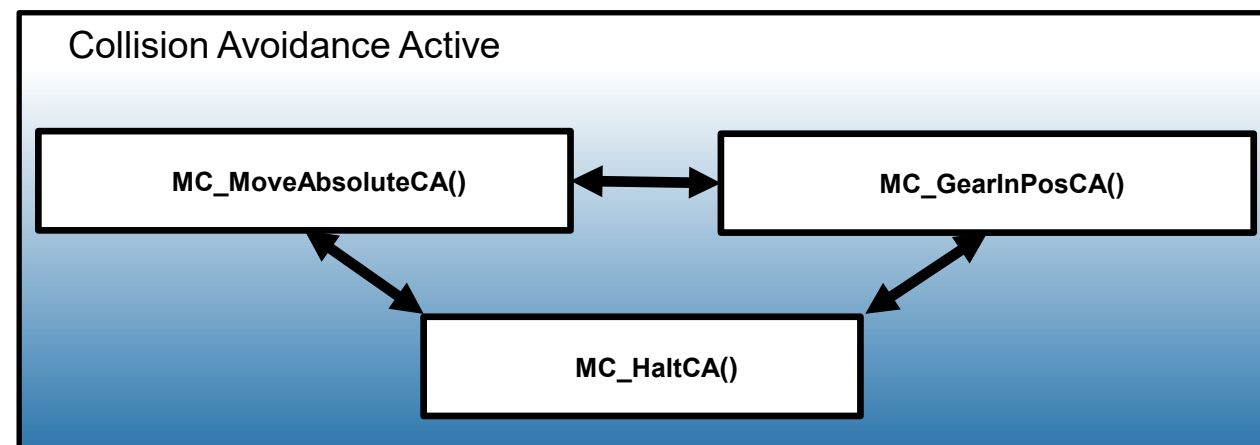 Collision Avoidance Active
MC_MoveAbsoluteCA()
MC_GearInPosCA()
MC_HaltCA()